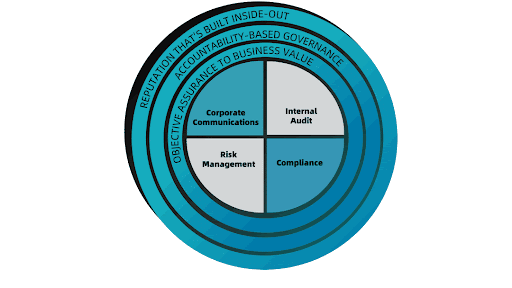 REPUTATION THAT'S BUILT INSIDE-OUT
ACCOUNTABILITY-BASED GOVERNANCE
OBJECTIVE ASSURANCE TO BUSINESS VALUE
Corporate
Communications
Internal
Audit
Risk
Management
Compliance